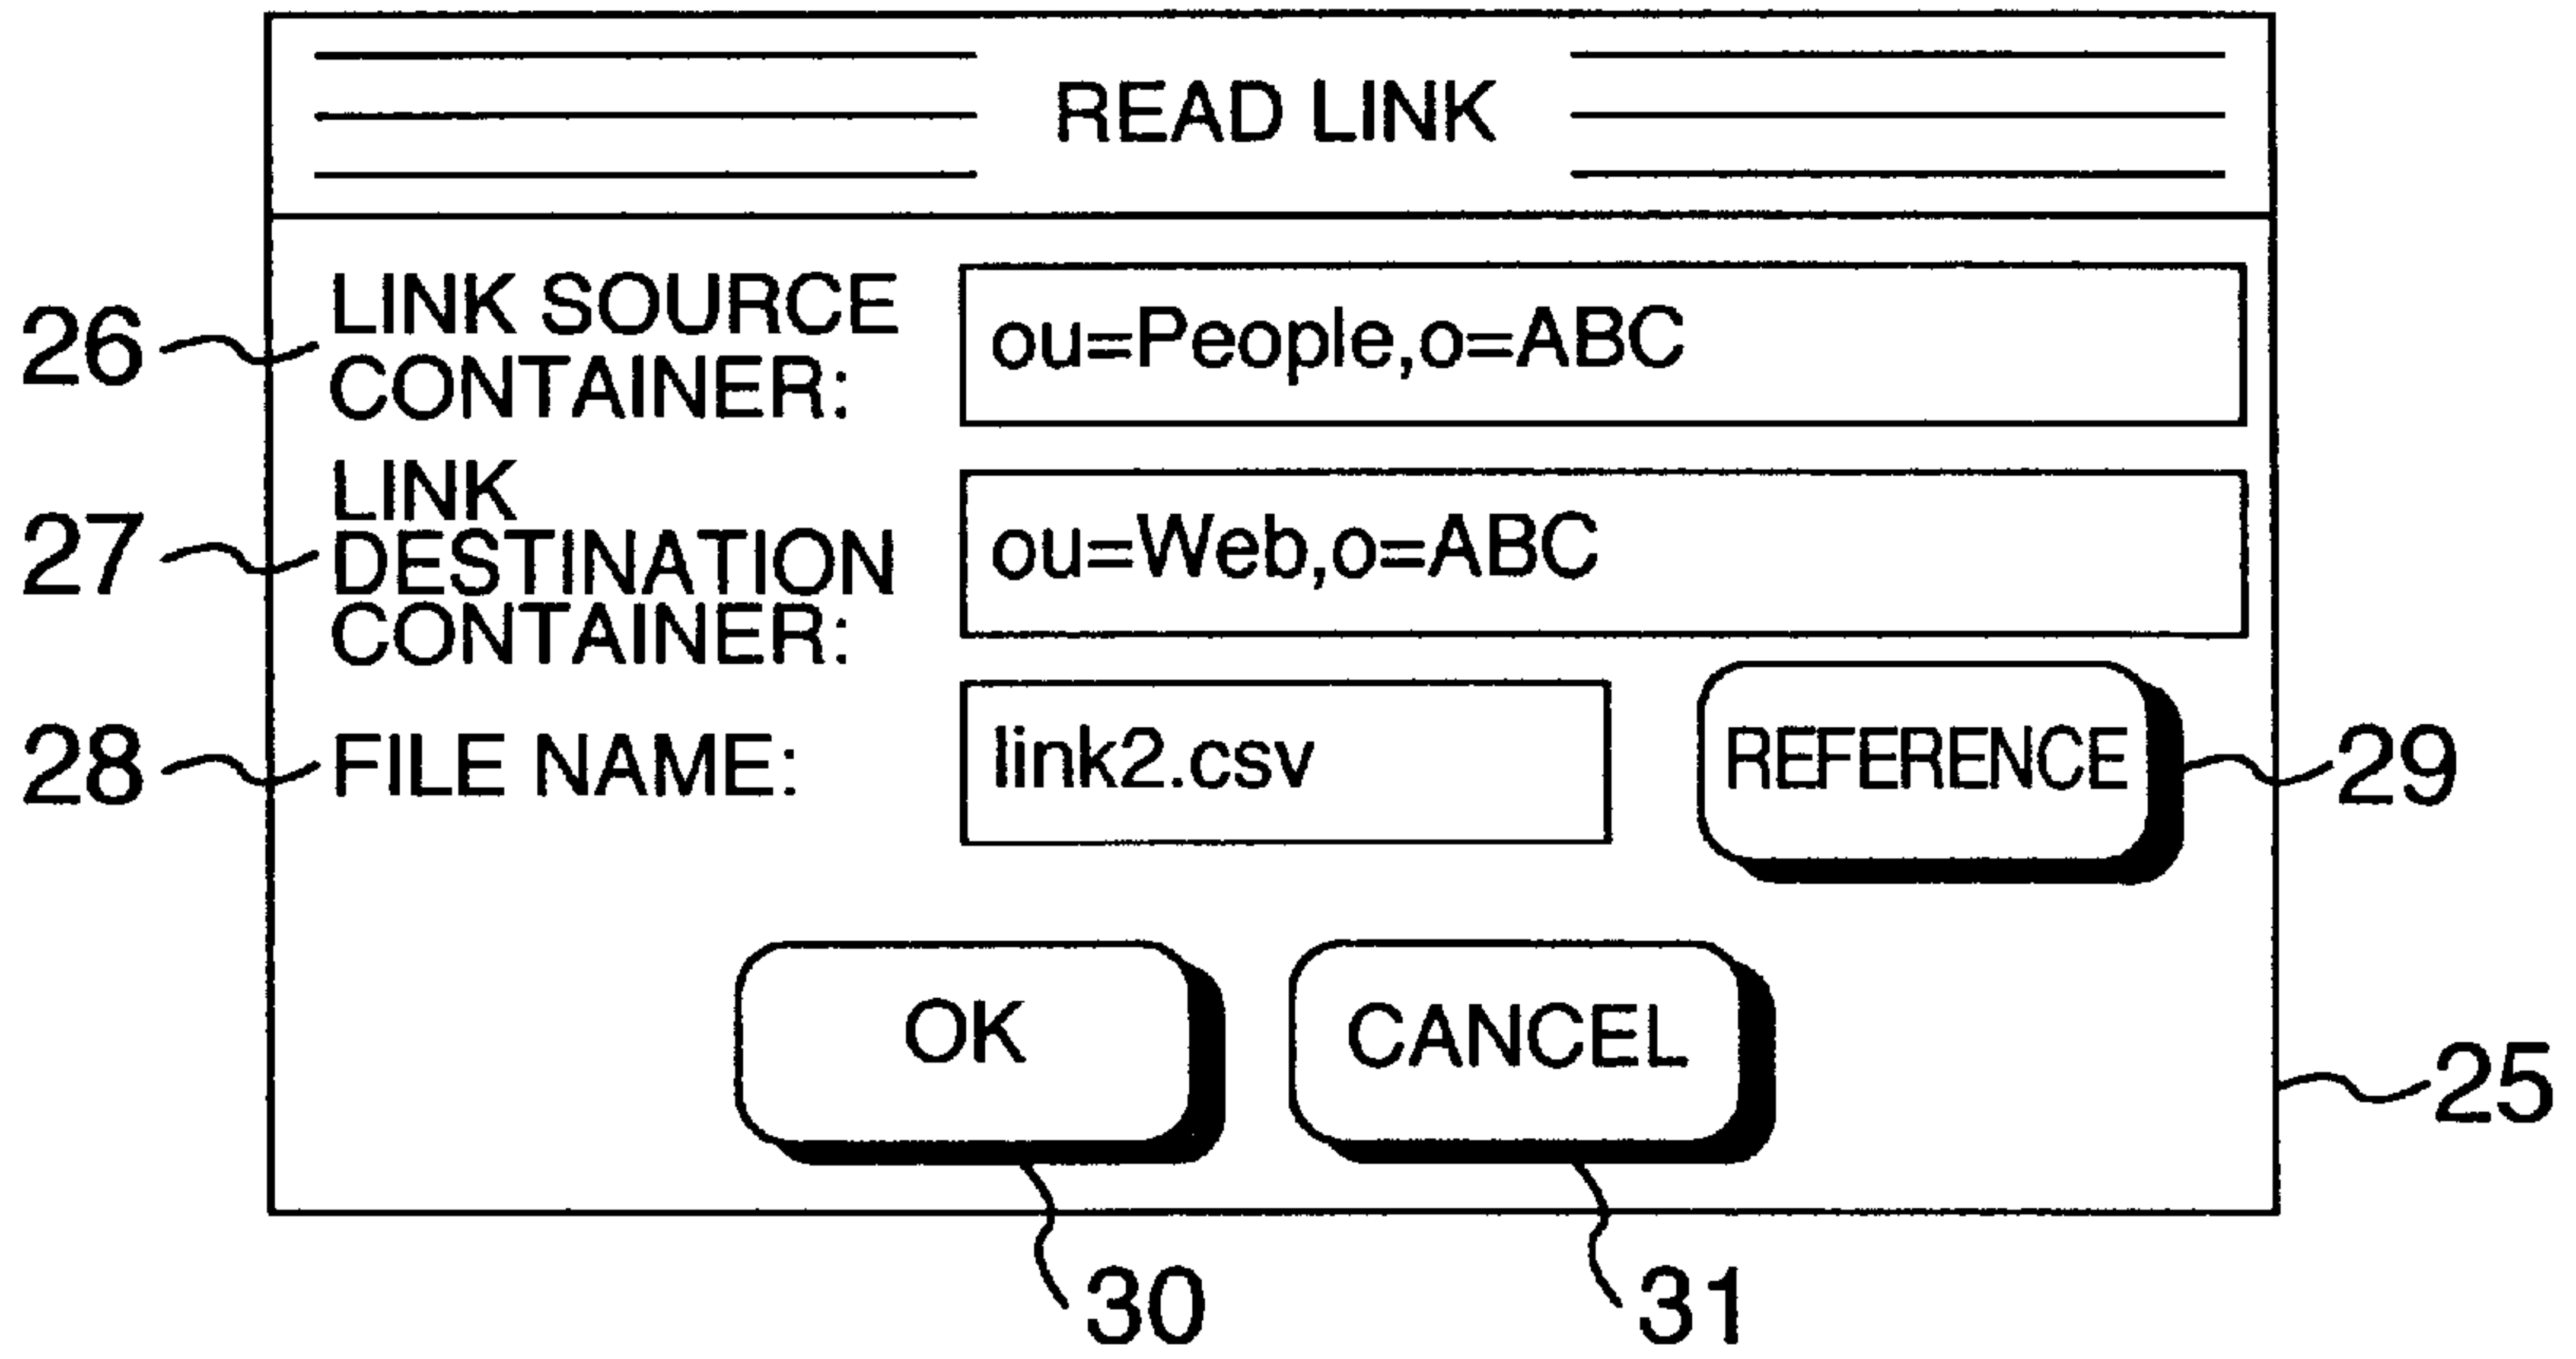 READ LINK
26
LINK SOURCE
CONTAINER:
ou=People,o=ABC
27
LINK
DESTINATION
CONTAINER:
ou=Web,o=ABC
28
FILE NAME:
link2.csv
REFERENCE
29
OK
CANCEL
25
30
31